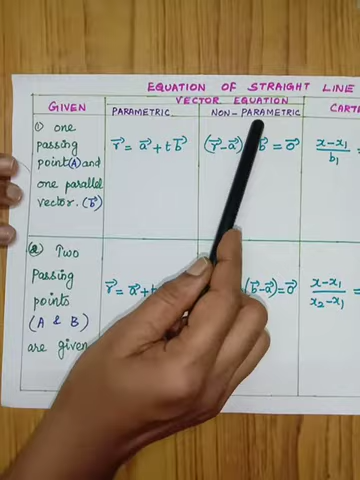 EQUATION OF STRAIGHT LINE
VECTOR EQUATION
GIVEN PARAMETRIC NON-PARAMETRIC
① one
passing
point(A) and
one parallel
vector. (b⃗)
r⃗ = a⃗ + t b⃗
(r⃗-a⃗) b⃗ = 0⃗
x-x₁ / b₁ =
② Two
passing
points
(A & B)
are given
r⃗ = a⃗ + t
(b⃗-a⃗) = 0⃗
x-x₁ / x₂-x₁ =